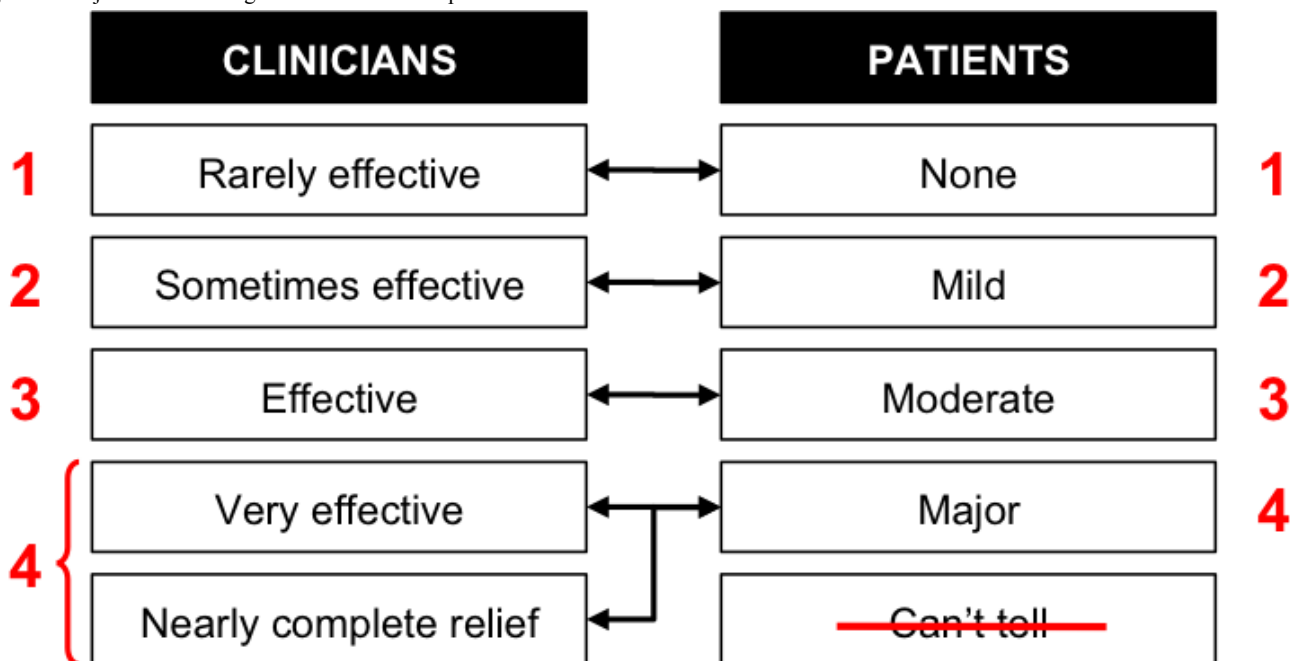 CLINICIANS PATIENTS
1 Rarely effective None 1
2 Sometimes effective Mild 2
3 Effective Moderate 3
Very effective Major 4
4
Nearly complete relief Can't tell